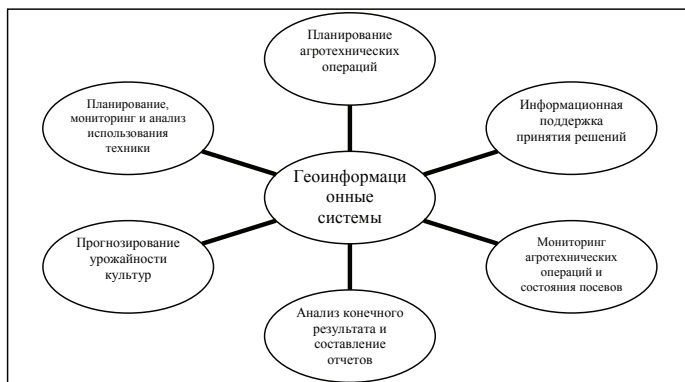 Планирование
агротехнических
операций
Планирование,
мониторинг и анализ
использования
техники
Информационная
поддержка
принятия решений
Геоинформаци
онные
системы
Прогнозирование
урожайности
культур
Мониторинг
агротехнических
операций и
состояния посевов
Анализ конечного
результата и
составление
отчетов